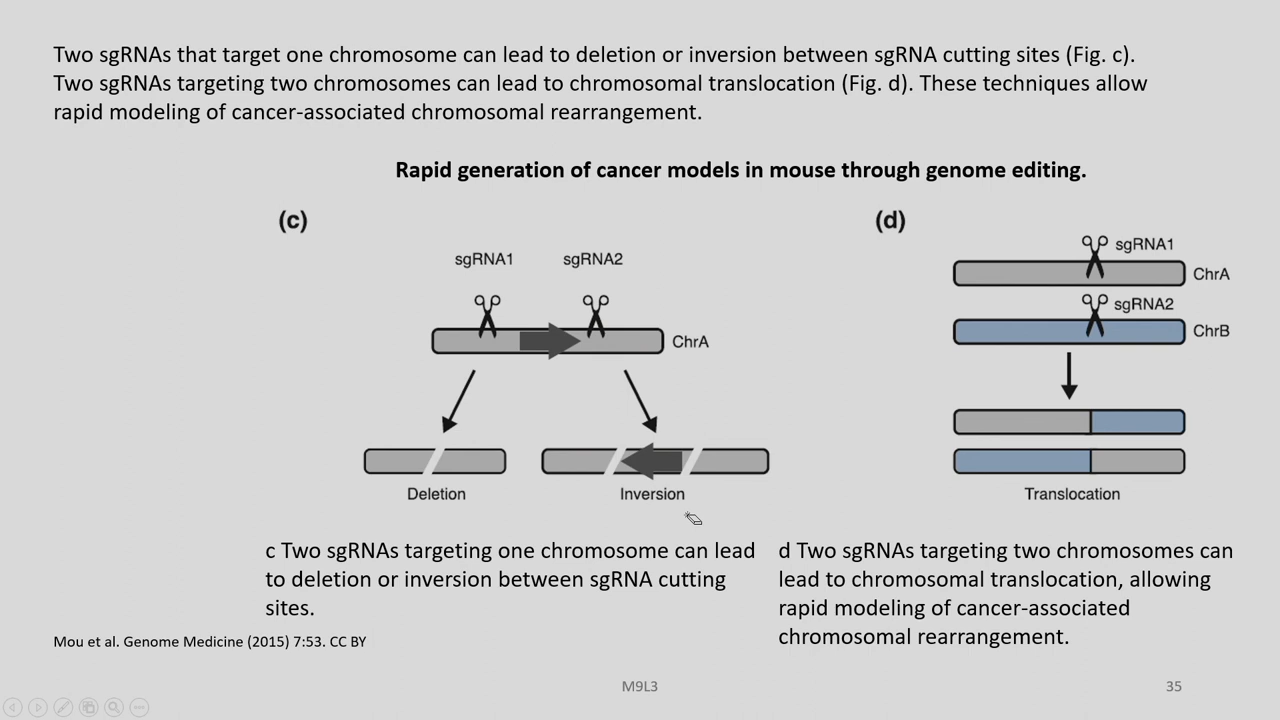 Two sgRNAs that target one chromosome can lead to deletion or inversion between sgRNA cutting sites (Fig. c).
Two sgRNAs targeting two chromosomes can lead to chromosomal translocation (Fig. d). These techniques allow
rapid modeling of cancer-associated chromosomal rearrangement.
Rapid generation of cancer models in mouse through genome editing.
(c)
sgRNA1
sgRNA2
ChrA
Deletion
Inversion
(d)
sgRNA1
ChrA
sgRNA2
ChrB
Translocation
c Two sgRNAs targeting one chromosome can lead
to deletion or inversion between sgRNA cutting
sites.
d Two sgRNAs targeting two chromosomes can
lead to chromosomal translocation, allowing
rapid modeling of cancer-associated
chromosomal rearrangement.
Mou et al. Genome Medicine (2015) 7:53. CC BY
M9L3
35